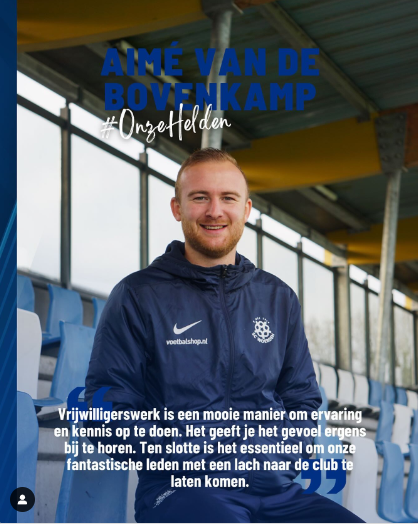 AIMÉ VAN DE
BOVENKAMP
#OnzeHelden
voetbalshop.nl
“
Vrijwilligerswerk is een mooie manier om ervaring
en kennis op te doen. Het geeft je het gevoel ergens
bij te horen. Ten slotte is het essentieel om onze
fantastische leden met een lach naar de club te
laten komen.
”